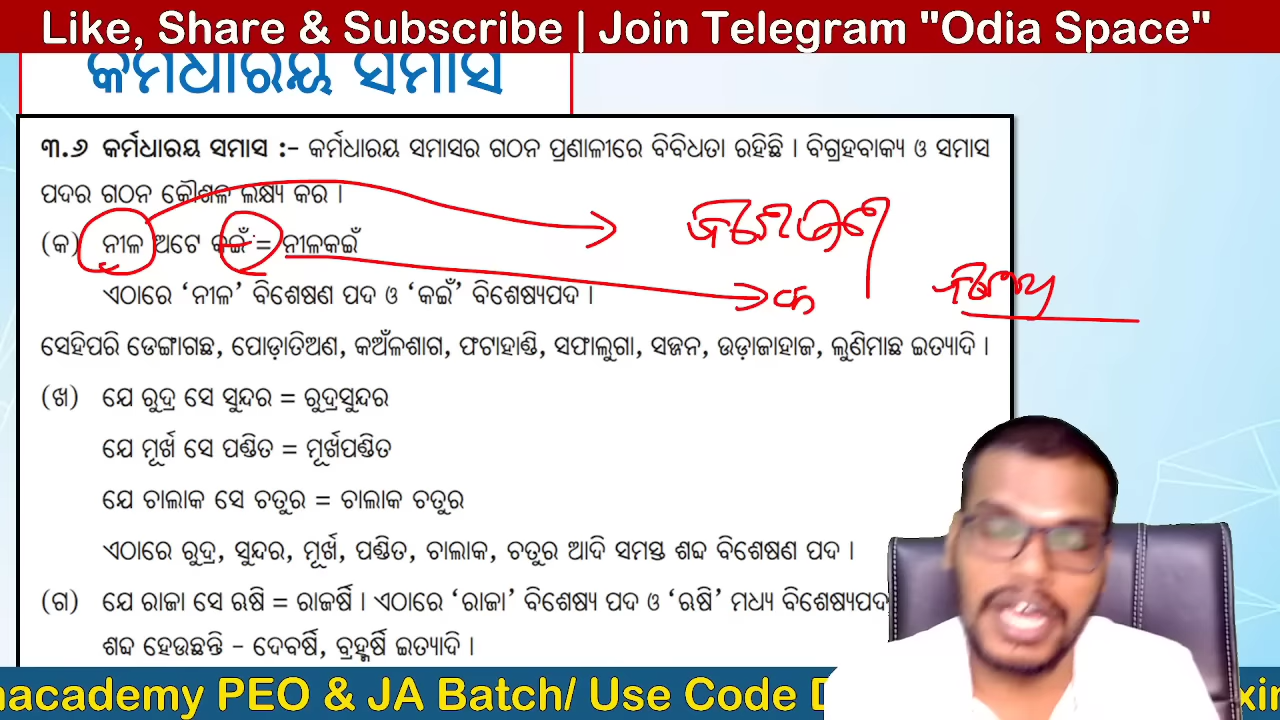 Like, Share & Subscribe | Join Telegram "Odia Space"
କର୍ମଧାରୟ ସମାସ
୩.୬ କର୍ମଧାରୟ ସମାସ :- କର୍ମଧାରୟ ସମାସର ଗଠନ ପ୍ରଣାଳୀରେ ବିବିଧତା ରହିଛି । ବିଗ୍ରହବାକ୍ୟ ଓ ସମାସ
ପଦର ଗଠନ କୌଶଳ ଲକ୍ଷ୍ୟ କର ।
(କ) ନୀଳ ଅଟେ କଇଁ = ନୀଳକଇଁ
ଏଠାରେ ‘ନୀଳ’ ବିଶେଷଣ ପଦ ଓ ‘କଇଁ’ ବିଶେଷ୍ୟପଦ ।
ସେହିପରି ଡେଙ୍ଗାଗଛ, ପୋଡ଼ାତିଅଣ, କଅଁଳଶାଗ, ଫଟାହାଣ୍ଡି, ସଫାଲୁଗା, ସଜ୍ଜନ, ଉଡ଼ାଜାହାଜ, ଲୁଣିମାଛ ଇତ୍ୟାଦି ।
(ଖ) ଯେ ରୁଦ୍ର ସେ ସୁନ୍ଦର = ରୁଦ୍ରସୁନ୍ଦର
ଯେ ମୂର୍ଖ ସେ ପଣ୍ଡିତ = ମୂର୍ଖପଣ୍ଡିତ
ଯେ ଚାଲାକ ସେ ଚତୁର = ଚାଲାକ ଚତୁର
ଏଠାରେ ରୁଦ୍ର, ସୁନ୍ଦର, ମୂର୍ଖ, ପଣ୍ଡିତ, ଚାଲାକ, ଚତୁର ଆଦି ସମସ୍ତ ଶବ୍ଦ ବିଶେଷଣ ପଦ ।
(ଗ) ଯେ ରାଜା ସେ ଋଷି = ରାଜର୍ଷି । ଏଠାରେ ‘ରାଜା’ ବିଶେଷ୍ୟ ପଦ ଓ ‘ଋଷି’ ମଧ୍ୟ ବିଶେଷ୍ୟପଦ
ଶବ୍ଦ ହେଉଛନ୍ତି – ଦେବର୍ଷି, ବ୍ରହ୍ମର୍ଷି ଇତ୍ୟାଦି ।
academy PEO & JA Batch/ Use Code